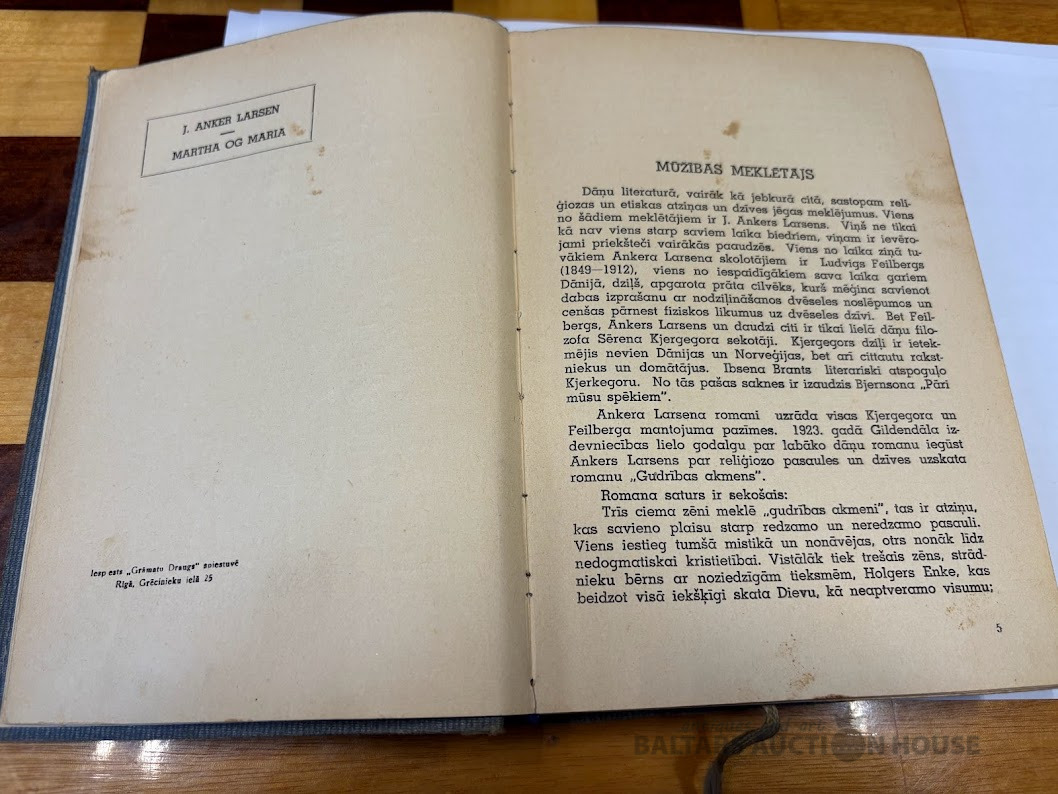 J. ANKER LARSEN
MARTHA OG MARIA
Iespiests „Grāmatu Draugs" spiestuvē
Rīgā, Grēcinieku ielā 25
MŪŽĪBAS MEKLĒTĀJS
Dāņu literatūrā, vairāk kā jebkurā citā, sastopam reli-
ģiozas un etiskas atziņas un dzīves jēgas meklējumus. Viens
no šādiem meklētājiem ir J. Ankers Larsens. Viņš ne tikai
kā nav viens starp saviem laika biedriem, viņam ir ievēro-
jami priekšteči vairākās paaudzēs. Viens no laika ziņā tu-
vākiem Ankera Larsena skolotājiem ir Ludvigs Feilbergs
(1849—1912), viens no iespaidīgākiem sava laika gariem
Dānijā, dziļš, apgarota prāta cilvēks, kurš mēģina savienot
dabas izprašanu ar nodziļināšanos dvēseles noslēpumos un
cenšas pārnest fiziskos likumus uz dvēseles dzīvi. Bet Feil-
bergs, Ankers Larsens un daudzi citi ir tikai lielā dāņu filo-
zofa Sērena Kjergegora sekotāji. Kjergegors dziļi ir ietek-
mējis nevien Dānijas un Norveģijas, bet arī cittautu rakst-
niekus un domātājus. Ibsena Brants literariski atspoguļo
Kjerkegoru. No tās pašas saknes ir izaudzis Bjernsona „Pāri
mūsu spēkiem".
Ankera Larsena romani uzrāda visas Kjergegora un
Feilberga mantojuma pazīmes. 1923. gadā Gildendāla iz-
devniecības lielo godalgu par labāko dāņu romanu iegūst
Ankers Larsens par reliģiozo pasaules un dzīves uzskata
romanu „Gudrības akmens".
Romana saturs ir sekošais:
Trīs ciema zēni meklē „gudrības akmeni", tas ir atziņu,
kas savieno plaisu starp redzamo un neredzamo pasauli.
Viens iestieg tumšā mistikā un nonāvējas, otrs nonāk līdz
nedogmatiskai kristietībai. Vistālāk tiek trešais zēns, strād-
nieku bērns ar noziedzīgām tieksmēm, Holgers Enke, kas
beidzot visā iekšķīgi skata Dievu, kā neaptveramo visumu;
5
BALTARS AUCTION HOUSE